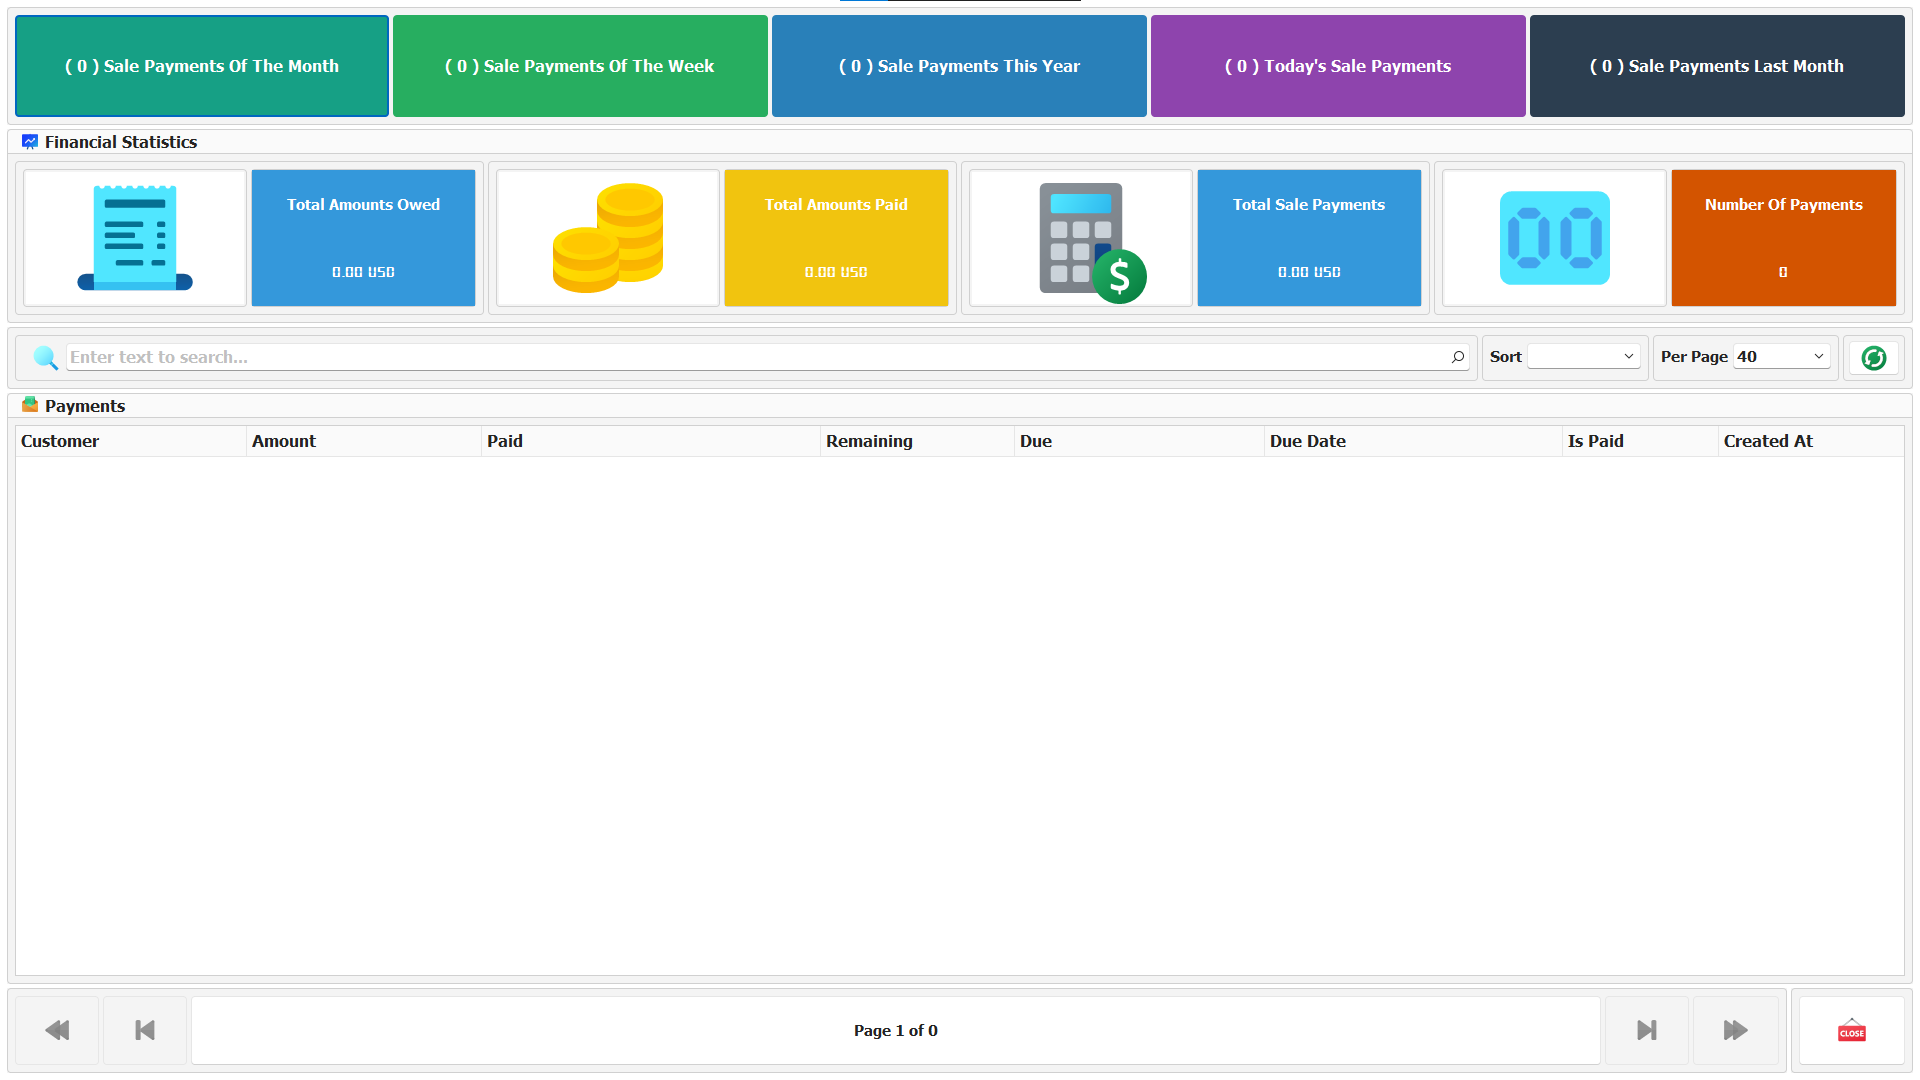 ( 0 ) Sale Payments Of The Month
( 0 ) Sale Payments Of The Week
( 0 ) Sale Payments This Year
( 0 ) Today's Sale Payments
( 0 ) Sale Payments Last Month
Financial Statistics
Total Amounts Owed
0.00 USD
Total Amounts Paid
0.00 USD
$
Total Sale Payments
0.00 USD
00
Number Of Payments
0
Enter text to search...
Sort
Per Page 40
Payments
Customer Amount Paid Remaining Due Due Date Is Paid Created At
Page 1 of 0
CLOSE